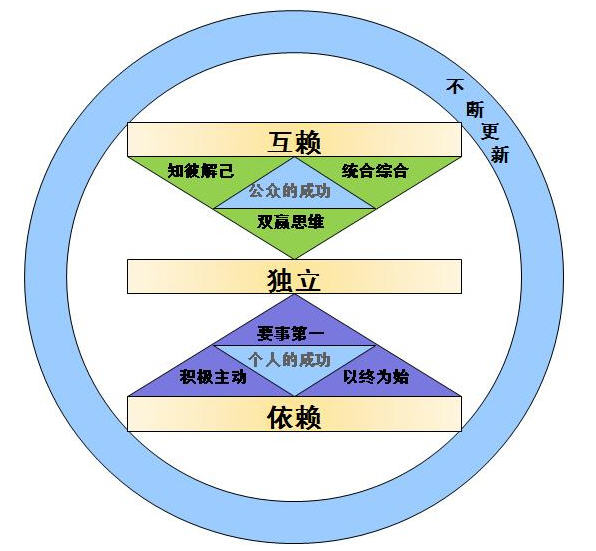 不断更新
互赖
知彼解己
统合综合
公众的成功
双赢思维
独立
要事第一
个人的成功
积极主动
以终为始
依赖